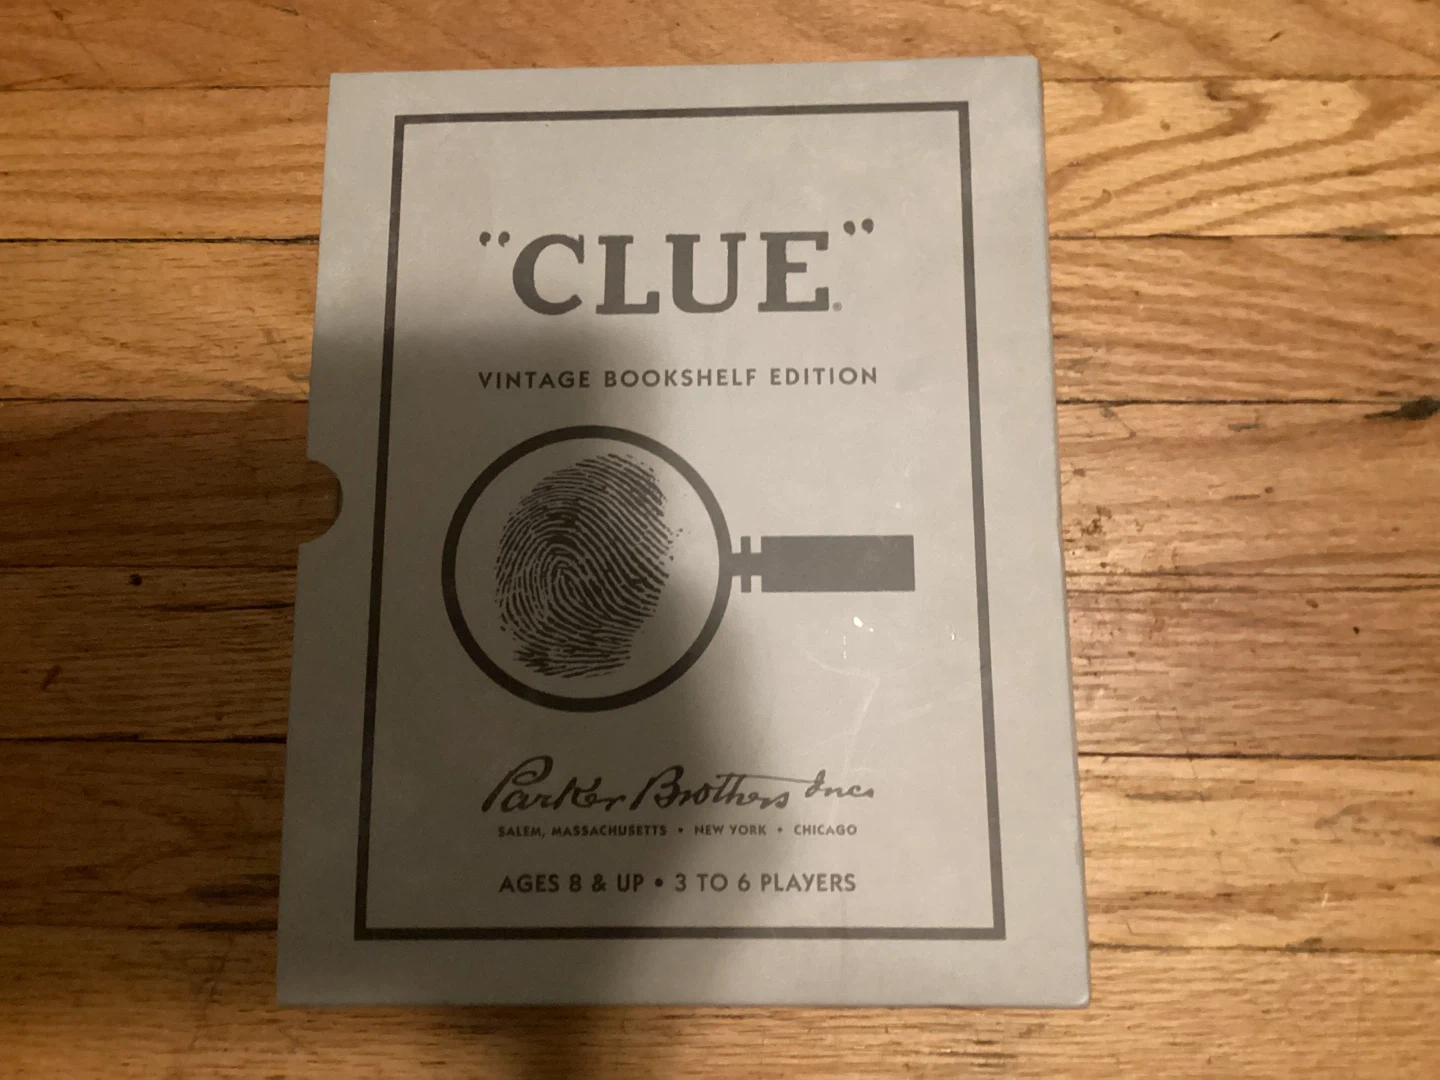 "CLUE"®
VINTAGE BOOKSHELF EDITION
Parker Brothers Inc.
SALEM, MASSACHUSETTS • NEW YORK • CHICAGO
AGES 8 & UP • 3 TO 6 PLAYERS